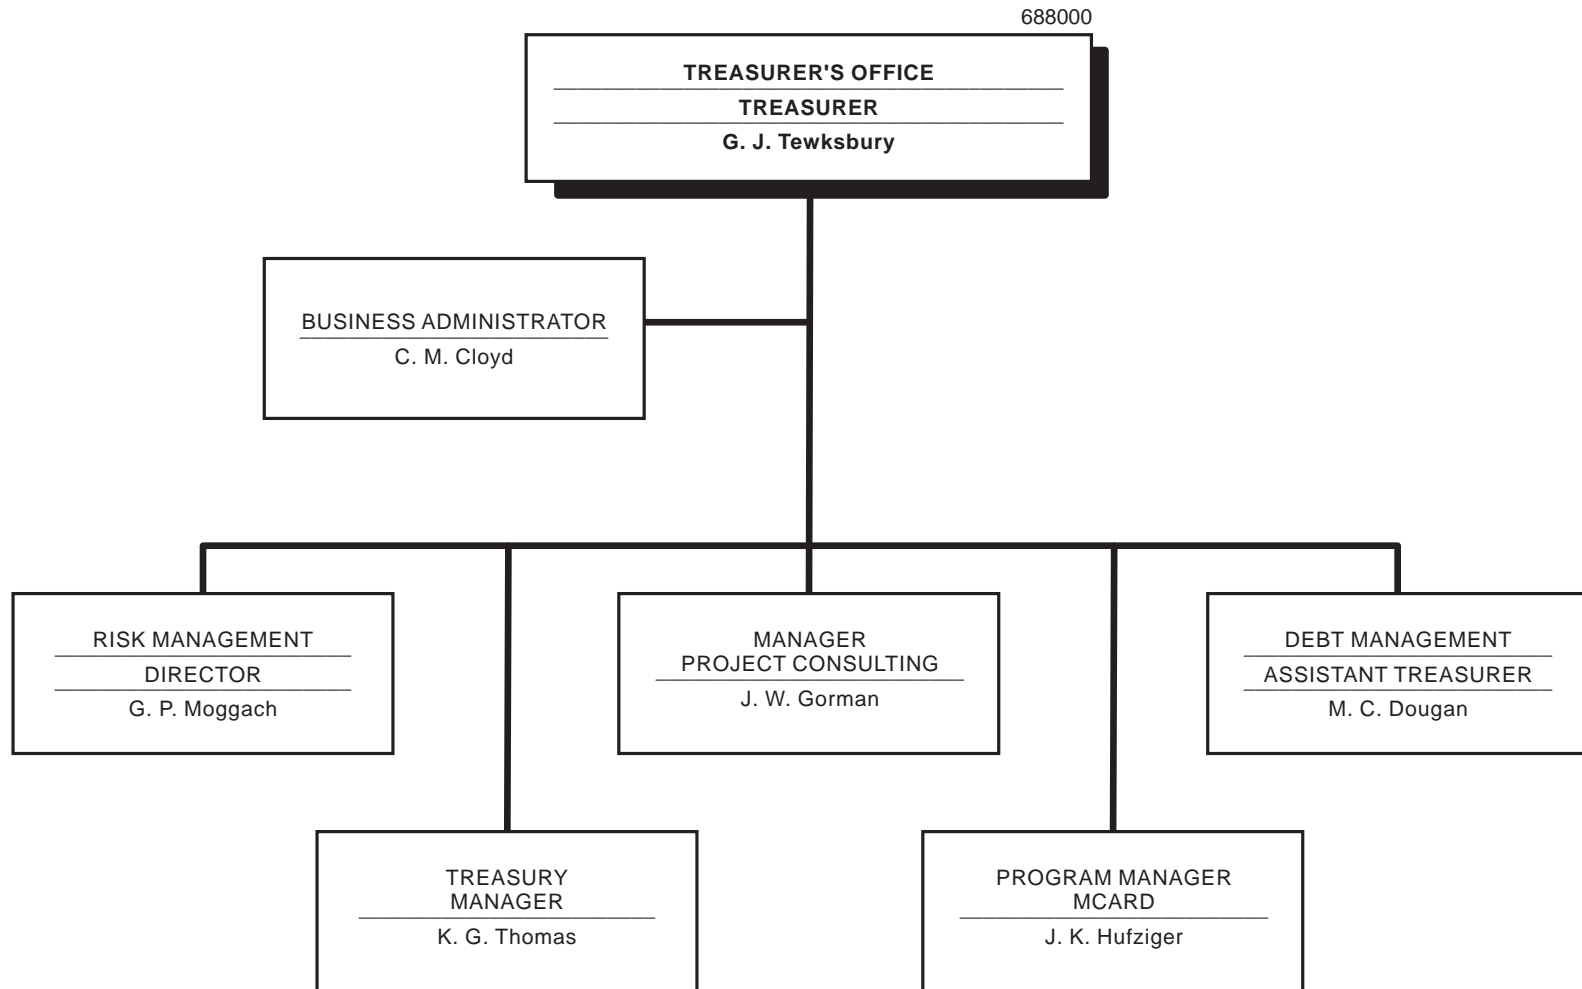 688000
TREASURER'S OFFICE
TREASURER
G. J. Tewksbury
BUSINESS ADMINISTRATOR
C. M. Cloyd
RISK MANAGEMENT
DIRECTOR
G. P. Moggach
MANAGER
PROJECT CONSULTING
J. W. Gorman
DEBT MANAGEMENT
ASSISTANT TREASURER
M. C. Dougan
TREASURY
MANAGER
K. G. Thomas
PROGRAM MANAGER
MCARD
J. K. Hufziger